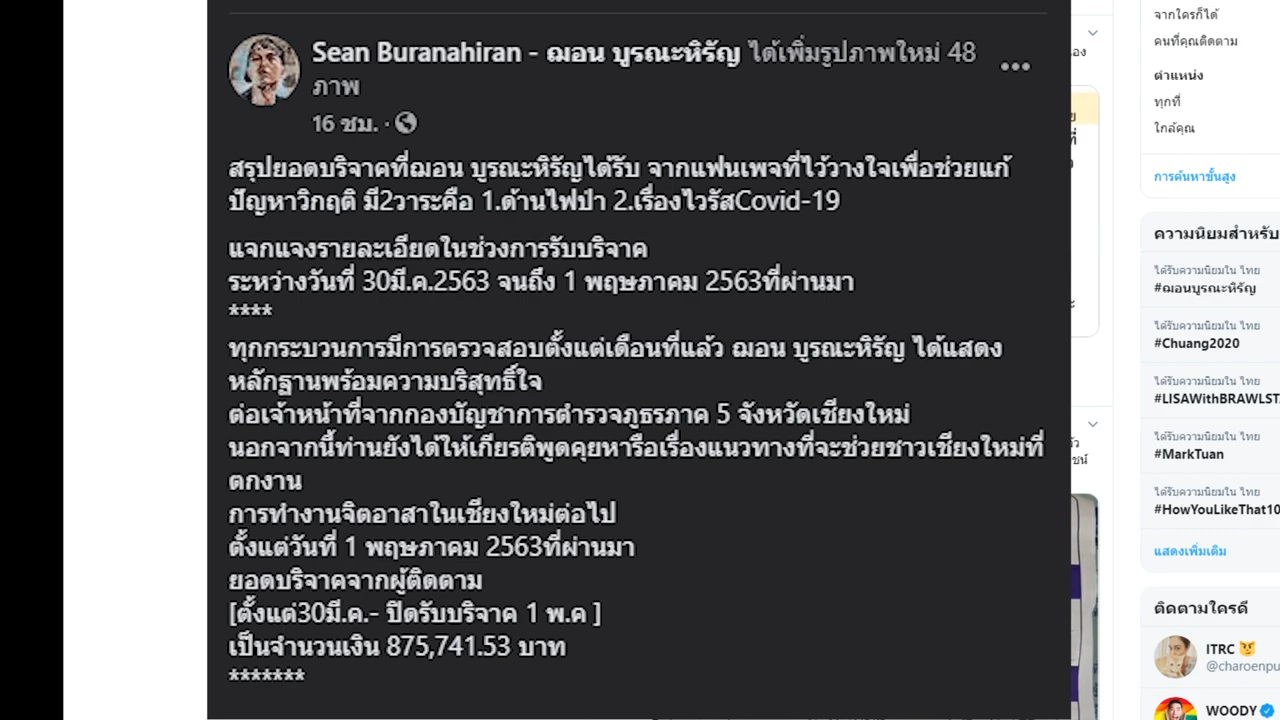 Sean Buranahiran - ฌอน บูรณะหิรัญ ได้เพิ่มรูปภาพใหม่ 48
ภาพ
16 ชม. ·
สรุปยอดบริจาคที่ฌอน บูรณะหิรัญได้รับ จากแฟนเพจที่ไว้วางใจเพื่อช่วยแก้
ปัญหาวิกฤติ มี2วาระคือ 1.ด้านไฟป่า 2.เรื่องไวรัสCovid-19
แจกแจงรายละเอียดในช่วงการรับบริจาค
ระหว่างวันที่ 30มี.ค.2563 จนถึง 1 พฤษภาคม 2563ที่ผ่านมา
****
ทุกกระบวนการมีการตรวจสอบตั้งแต่เดือนที่แล้ว ฌอน บูรณะหิรัญ ได้แสดง
หลักฐานพร้อมความบริสุทธิ์ใจ
ต่อเจ้าหน้าที่จากกองบัญชาการตำรวจภูธรภาค 5 จังหวัดเชียงใหม่
นอกจากนี้ท่านยังได้ให้เกียรติพูดคุยหารือเรื่องแนวทางที่จะช่วยชาวเชียงใหม่ที่
ตกงาน
การทำงานจิตอาสาในเชียงใหม่ต่อไป
ตั้งแต่วันที่ 1 พฤษภาคม 2563ที่ผ่านมา
ยอดบริจาคจากผู้ติดตาม
[ตั้งแต่30มี.ค.- ปิดรับบริจาค 1 พ.ค ]
เป็นจำนวนเงิน 875,741.53 บาท
*******
จากใครก็ได้
คนที่คุณติดตาม
ตำแหน่ง
ทุกที่
ใกล้คุณ
การค้นหาขั้นสูง
ความนิยมสำหรับ
ได้รับความนิยมใน ไทย
#ฌอนบูรณะหิรัญ
ได้รับความนิยมใน ไทย
#Chuang2020
ได้รับความนิยมใน ไทย
#LISAWithBRAWLST
ได้รับความนิยมใน ไทย
#MarkTuan
ได้รับความนิยมใน ไทย
#HowYouLikeThat10
แสดงเพิ่มเติม
ติดตามใครดี
ITRC
@charoenpu
WOODY